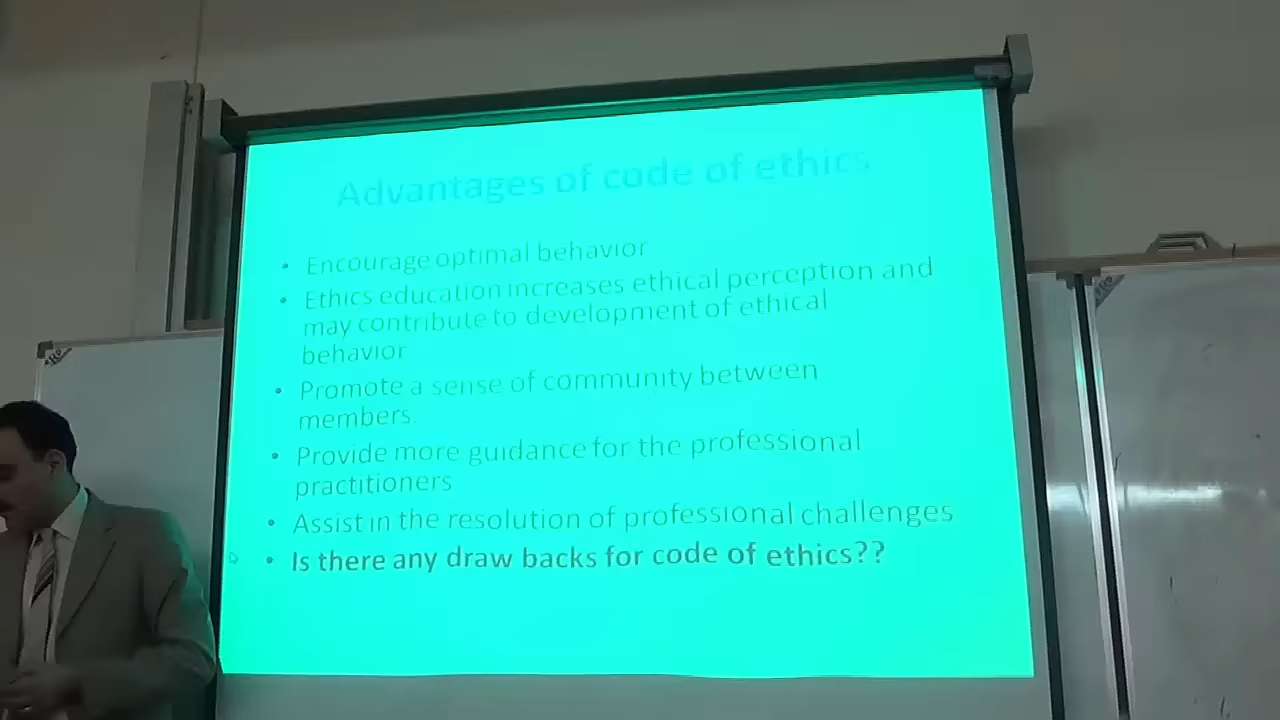 Advantages of code of ethics
• Encourage optimal behavior
• Ethics education increases ethical perception and
may contribute to development of ethical
behavior
• Promote a sense of community between
members.
• Provide more guidance for the professional
practitioners
• Assist in the resolution of professional challenges
• Is there any draw backs for code of ethics??